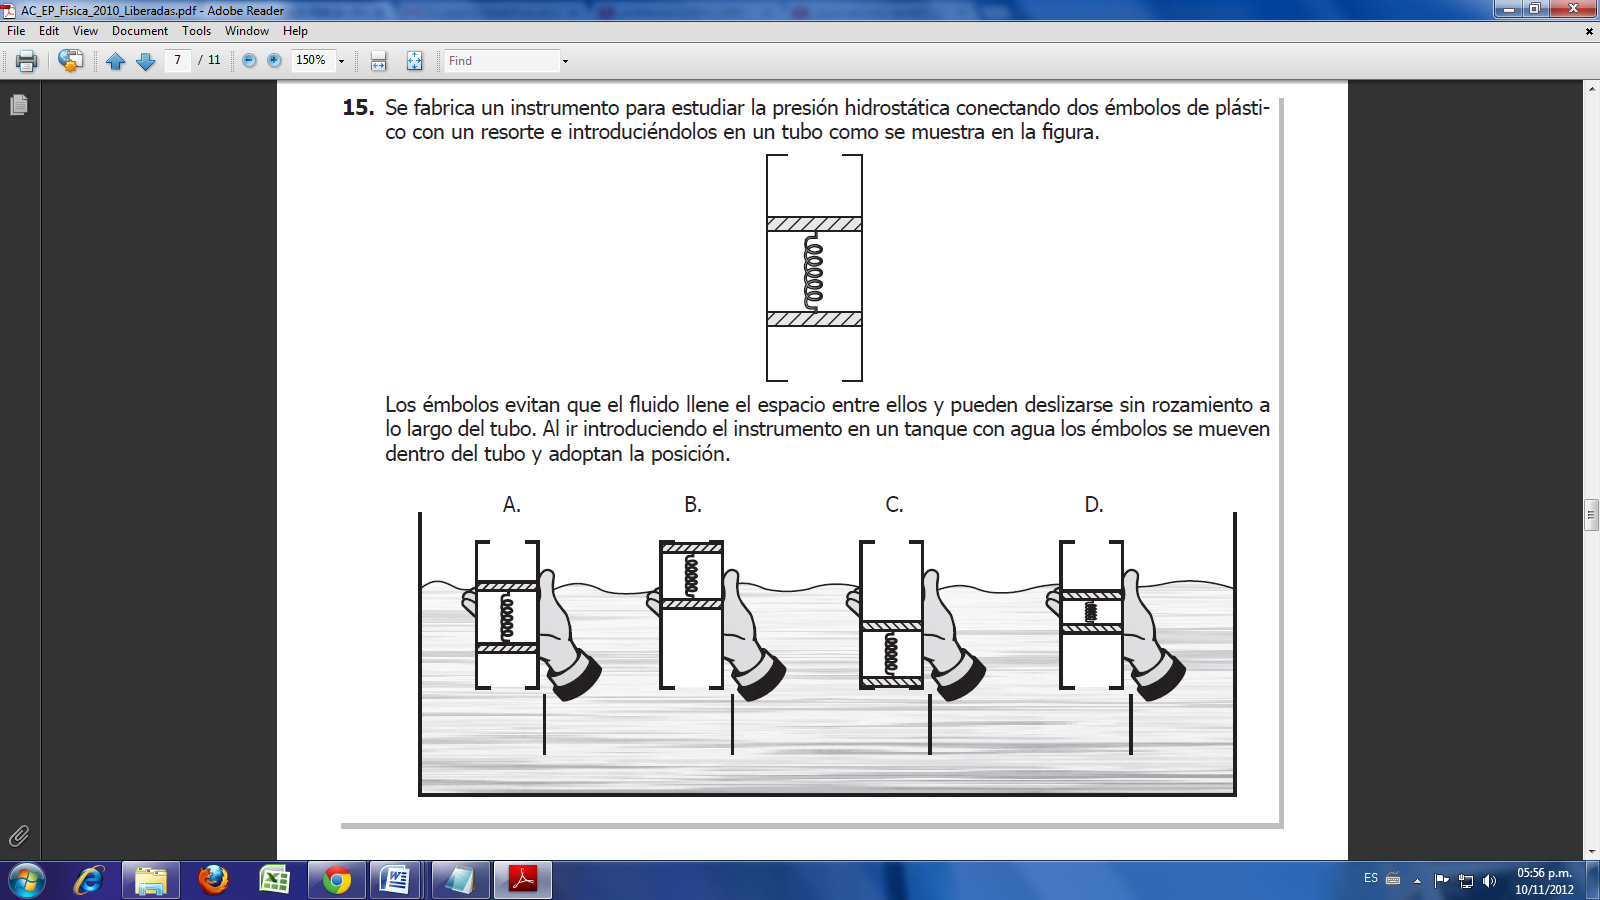 AC_EP_Fisica_2010_Liberadas.pdf - Adobe Reader
File Edit View Document Tools Window Help
7 / 11 150% Find
15. Se fabrica un instrumento para estudiar la presión hidrostática conectando dos émbolos de plásti-
co con un resorte e introduciéndolos en un tubo como se muestra en la figura.
Los émbolos evitan que el fluido llene el espacio entre ellos y pueden deslizarse sin rozamiento a
lo largo del tubo. Al ir introduciendo el instrumento en un tanque con agua los émbolos se mueven
dentro del tubo y adoptan la posición.
A. B. C. D.
ES 05:56 p.m.
10/11/2012